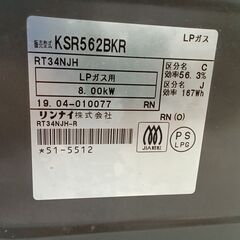 販売型式名 KSR562BKR LPガス
RT34NJH
区分名 C
効率56.3%
LPガス用
8.00kW
区分名 J
効率 167Wh
19.04-010077 RN
リンナイ株式会社
RT34NJH-R
RN (O)
JIA
PS
LPG
*51-5512